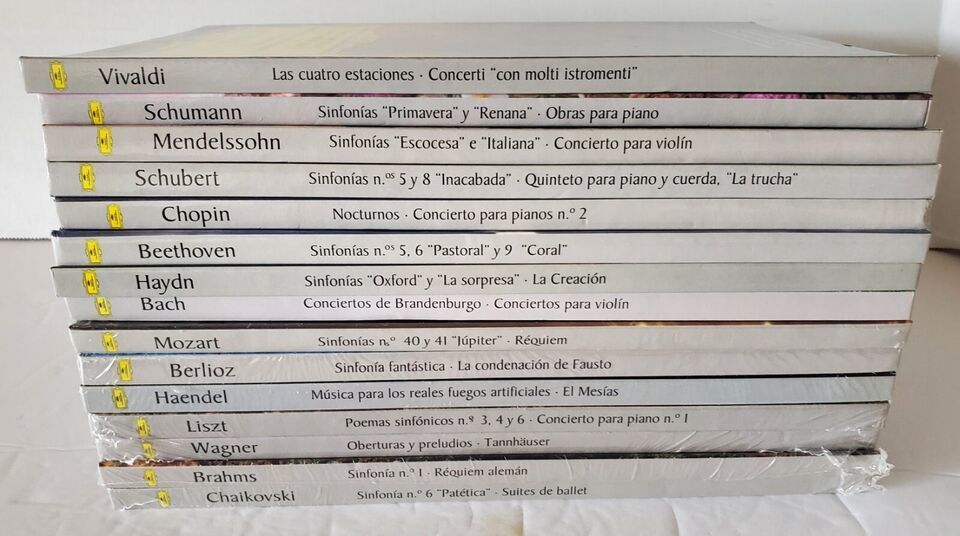 Vivaldi Las cuatro estaciones · Concerti "con molti istromenti"
Schumann Sinfonías "Primavera" y "Renana" · Obras para piano
Mendelssohn Sinfonías "Escocesa" e "Italiana" · Concierto para violín
Schubert Sinfonías n.ᵒˢ 5 y 8 "Inacabada" · Quinteto para piano y cuerda, "La trucha"
Chopin Nocturnos · Concierto para pianos n.º 2
Beethoven Sinfonías n.ᵒˢ 5, 6 "Pastoral" y 9 "Coral"
Haydn Sinfonías "Oxford" y "La sorpresa" · La Creación
Bach Conciertos de Brandenburgo · Conciertos para violín
Mozart Sinfonías n.º 40 y 41 "Júpiter" · Réquiem
Berlioz Sinfonía fantástica · La condenación de Fausto
Haendel Música para los reales fuegos artificiales · El Mesías
Liszt Poemas sinfónicos n.º 3, 4 y 6 · Concierto para piano n.º 1
Wagner Oberturas y preludios · Tannhäuser
Brahms Sinfonía n.º 1 · Réquiem alemán
Chaikovski Sinfonía n.º 6 "Patética" · Suites de ballet